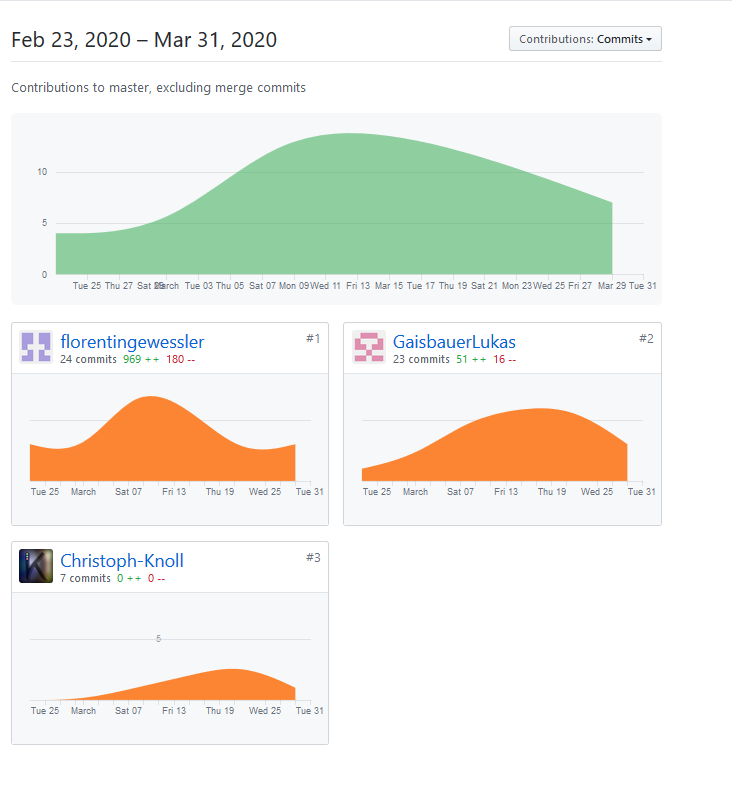 Feb 23, 2020 – Mar 31, 2020
Contributions: Commits
Contributions to master, excluding merge commits
10
5
0
Tue 25 Thu 27 Sat 29 March Tue 03 Thu 05 Sat 07 Mon 09 Wed 11 Fri 13 Mar 15 Tue 17 Thu 19 Sat 21 Mon 23 Wed 25 Fri 27 Mar 29 Tue 31
florentingewessler #1
24 commits 969 ++ 180 --
Tue 25 March Sat 07 Fri 13 Thu 19 Wed 25 Tue 31
GaisbauerLukas #2
23 commits 51 ++ 16 --
Tue 25 March Sat 07 Fri 13 Thu 19 Wed 25 Tue 31
Christoph-Knoll #3
7 commits 0 ++ 0 --
5
Tue 25 March Sat 07 Fri 13 Thu 19 Wed 25 Tue 31